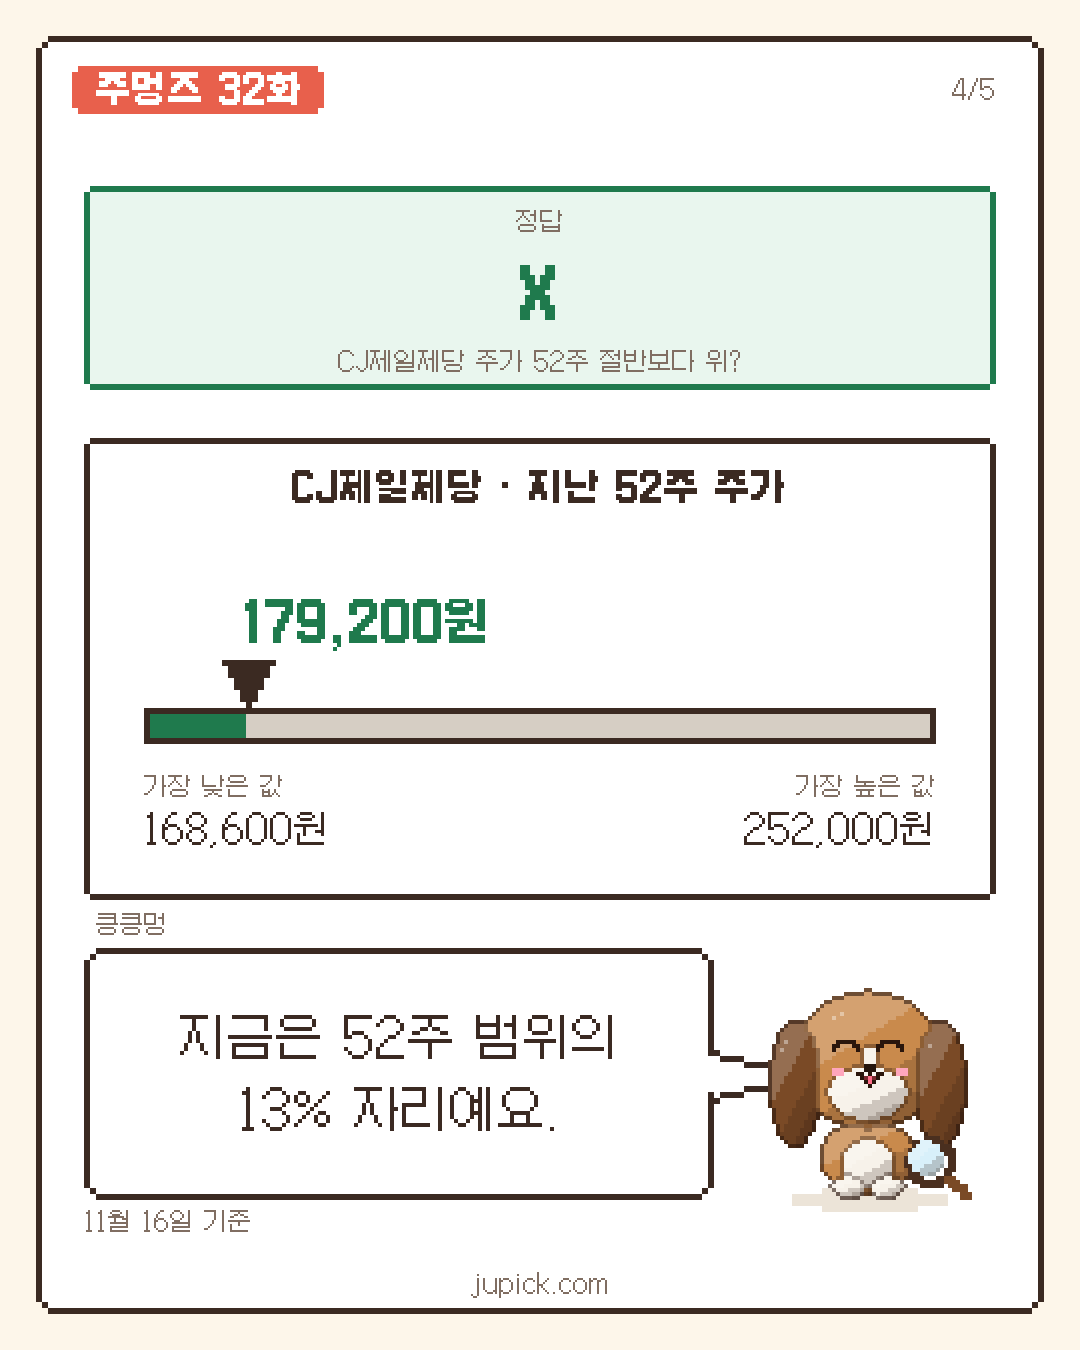 주멍즈 32화
4/5
정답
X
CJ제일제당 주가 52주 절반보다 위?
CJ제일제당 · 지난 52주 주가
179,200원
가장 낮은 값
가장 높은 값
168,600원
252,000원
킁킁멍
지금은 52주 범위의
13% 자리예요.
11월 16일 기준
jupick.com